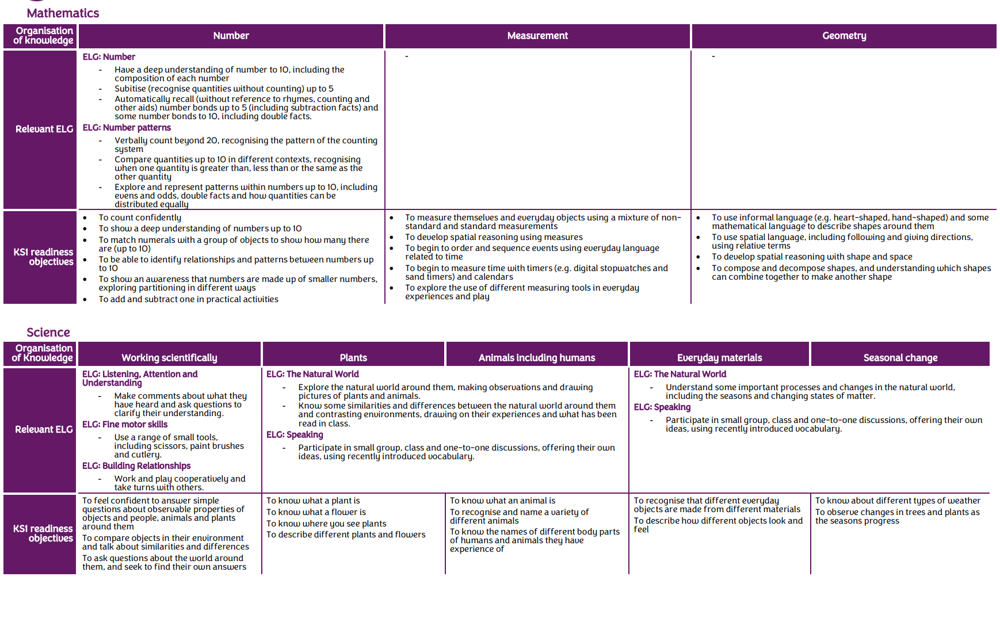 Mathematics
Organisation
of knowledge
Number
Measurement
Geometry
Relevant ELG
ELG: Number
- Have a deep understanding of number to 10, including the
composition of each number
- Subitise (recognise quantities without counting) up to 5
- Automatically recall (without reference to rhymes, counting and
other aids) number bonds up to 5 (including subtraction facts) and
some number bonds to 10, including double facts.
ELG: Number patterns
- Verbally count beyond 20, recognising the pattern of the counting
system
- Compare quantities up to 10 in different contexts, recognising
when one quantity is greater than, less than or the same as the
other quantity
- Explore and represent patterns within numbers up to 10, including
evens and odds, double facts and how quantities can be
distributed equally
-
-
KS1 readiness
objectives
• To count confidently
• To show a deep understanding of numbers up to 10
• To match numerals with a group of objects to show how many there
are (up to 10)
• To be able to identify relationships and patterns between numbers up
to 10
• To show an awareness that numbers are made up of smaller numbers,
exploring partitioning in different ways
• To add and subtract one in practical activities
• To measure themselves and everyday objects using a mixture of non-
standard and standard measurements
• To develop spatial reasoning using measures
• To begin to order and sequence events using everyday language
related to time
• To begin to measure time with timers (e.g. digital stopwatches and
sand timers) and calendars
• To explore the use of different measuring tools in everyday
experiences and play
• To use informal language (e.g. heart-shaped, hand-shaped) and some
mathematical language to describe shapes around them
• To use spatial language, including following and giving directions,
using relative terms
• To develop spatial reasoning with shape and space
• To compose and decompose shapes, and understanding which shapes
can combine together to make another shape
Science
Organisation
of Knowledge
Working scientifically
Plants
Animals including humans
Everyday materials
Seasonal change
Relevant ELG
ELG: Listening, Attention and
Understanding
- Make comments about what they
have heard and ask questions to
clarify their understanding.
ELG: Fine motor skills
- Use a range of small tools,
including scissors, paint brushes
and cutlery.
ELG: Building Relationships
- Work and play cooperatively and
take turns with others.
ELG: The Natural World
- Explore the natural world around them, making observations and drawing
pictures of plants and animals.
- Know some similarities and differences between the natural world around them
and contrasting environments, drawing on their experiences and what has been
read in class.
ELG: Speaking
- Participate in small group, class and one-to-one discussions, offering their own
ideas, using recently introduced vocabulary.
ELG: The Natural World
- Understand some important processes and changes in the natural world,
including the seasons and changing states of matter.
ELG: Speaking
- Participate in small group, class and one-to-one discussions, offering their own
ideas, using recently introduced vocabulary.
KS1 readiness
objectives
To feel confident to answer simple
questions about observable properties of
objects and people, animals and plants
around them
To compare objects in their environment
and talk about similarities and differences
To ask questions about the world around
them, and seek to find their own answers
To know what a plant is
To know what a flower is
To know where you see plants
To describe different plants and flowers
To know what an animal is
To recognise and name a variety of
different animals
To know the names of different body parts
of humans and animals they have
experience of
To recognise that different everyday
objects are made from different materials
To describe how different objects look and
feel
To know about different types of weather
To observe changes in trees and plants as
the seasons progress